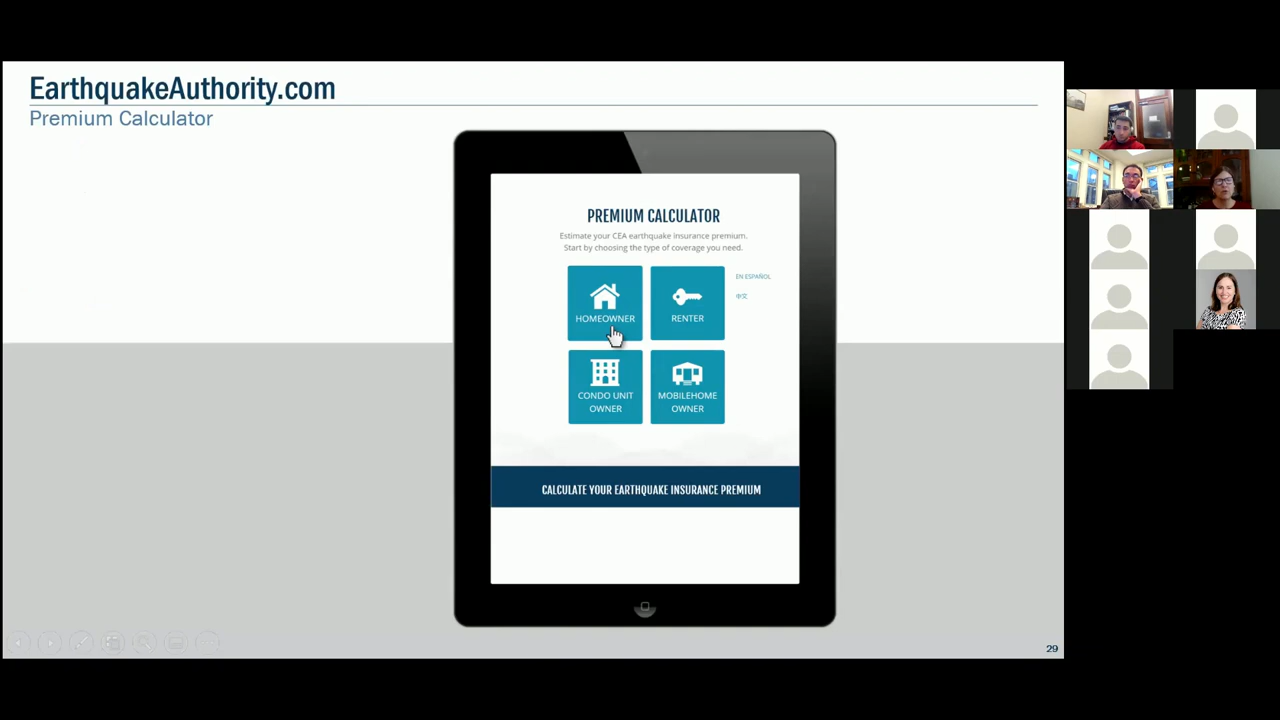 EarthquakeAuthority.com
Premium Calculator
PREMIUM CALCULATOR
Estimate your CEA earthquake insurance premium.
Start by choosing the type of coverage you need.
HOMEOWNER
RENTER
EN ESPAÑOL
中文
CONDO UNIT
OWNER
MOBILEHOME
OWNER
CALCULATE YOUR EARTHQUAKE INSURANCE PREMIUM
29